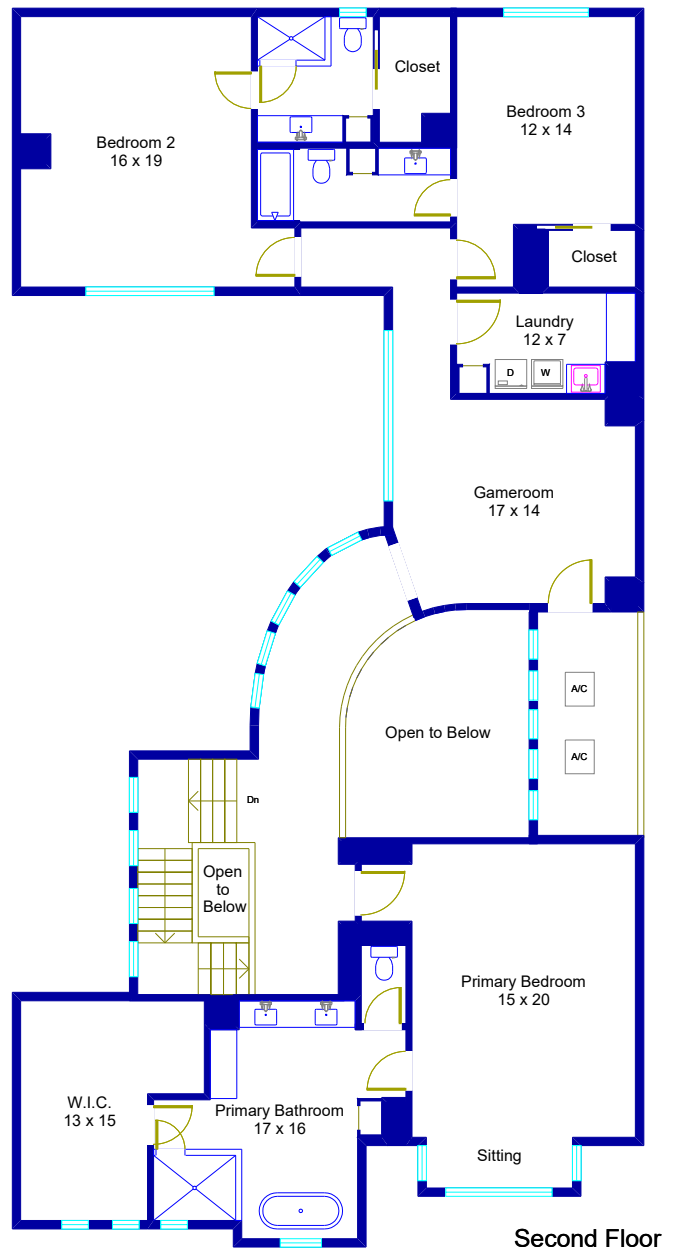 Closet
Bedroom 3
12 x 14
Bedroom 2
16 x 19
Closet
Laundry
12 x 7
D
W
Gameroom
17 x 14
A/C
Open to Below
A/C
Dn
Open
to
Below
Primary Bedroom
15 x 20
W.I.C.
13 x 15
Primary Bathroom
17 x 16
Sitting
Second Floor